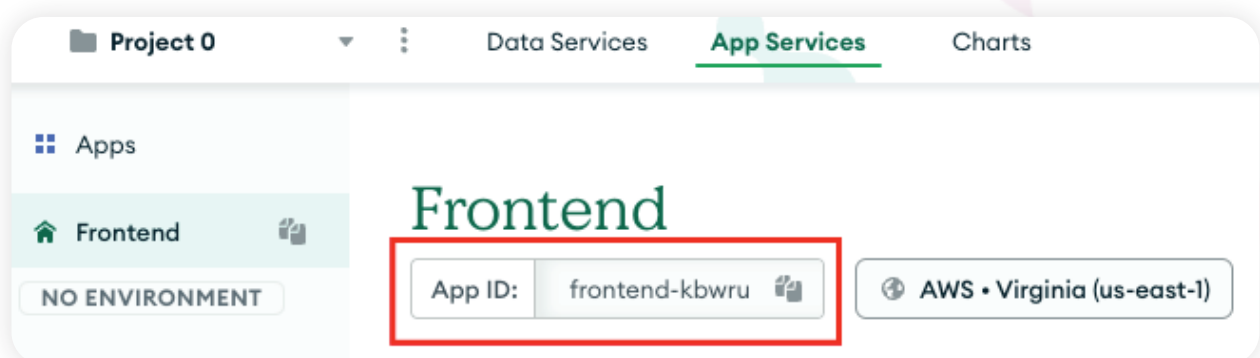 Project 0
Data Services
App Services
Charts
Apps
Frontend
NO ENVIRONMENT
Frontend
App ID: frontend-kbwru
AWS • Virginia (us-east-1)